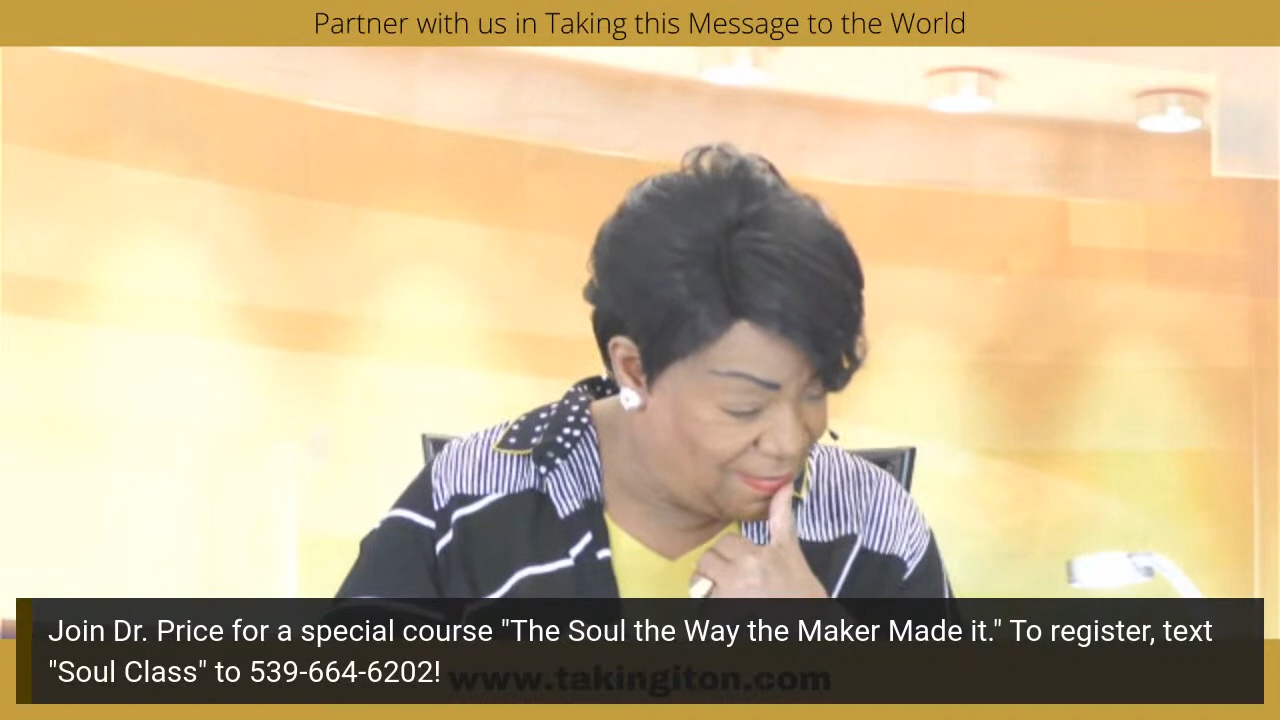 Partner with us in Taking this Message to the World
Join Dr. Price for a special course "The Soul the Way the Maker Made it." To register, text
"Soul Class" to 539-664-6202!
www.takingiton.com